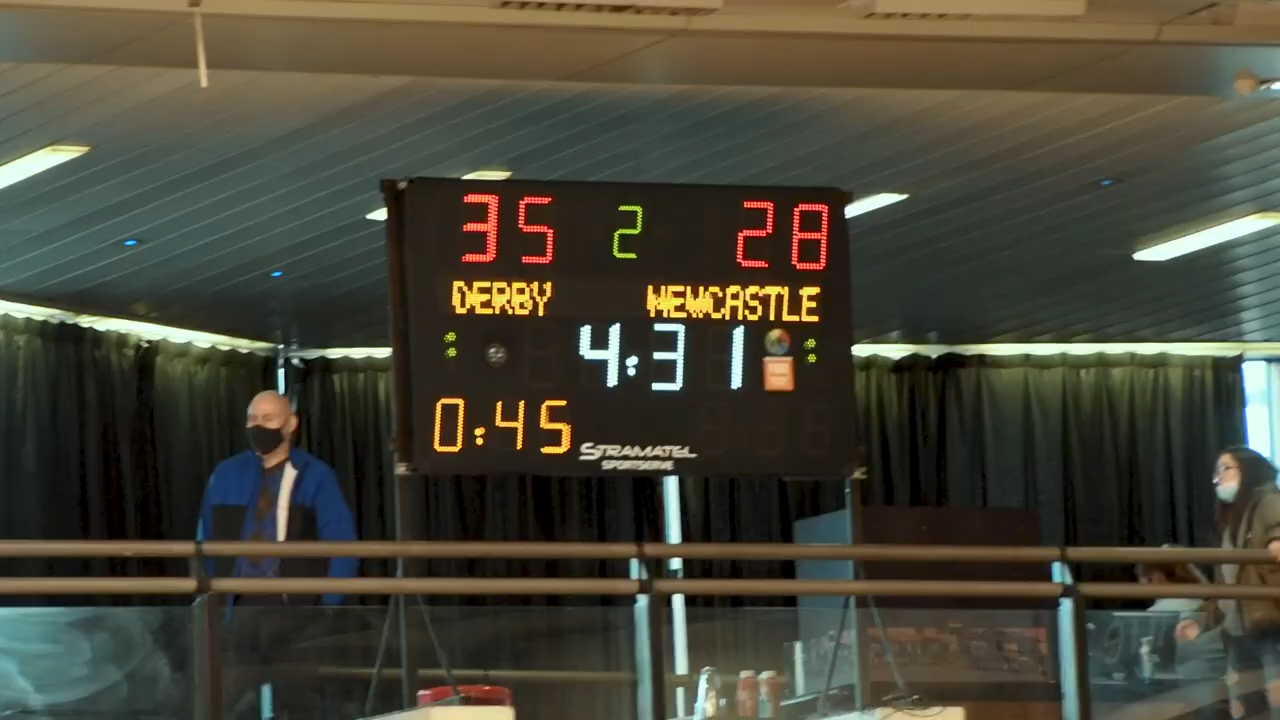 35 2 28
DERBY NEWCASTLE
4:31
0:45
STRAMATEL
SPORTSERVE